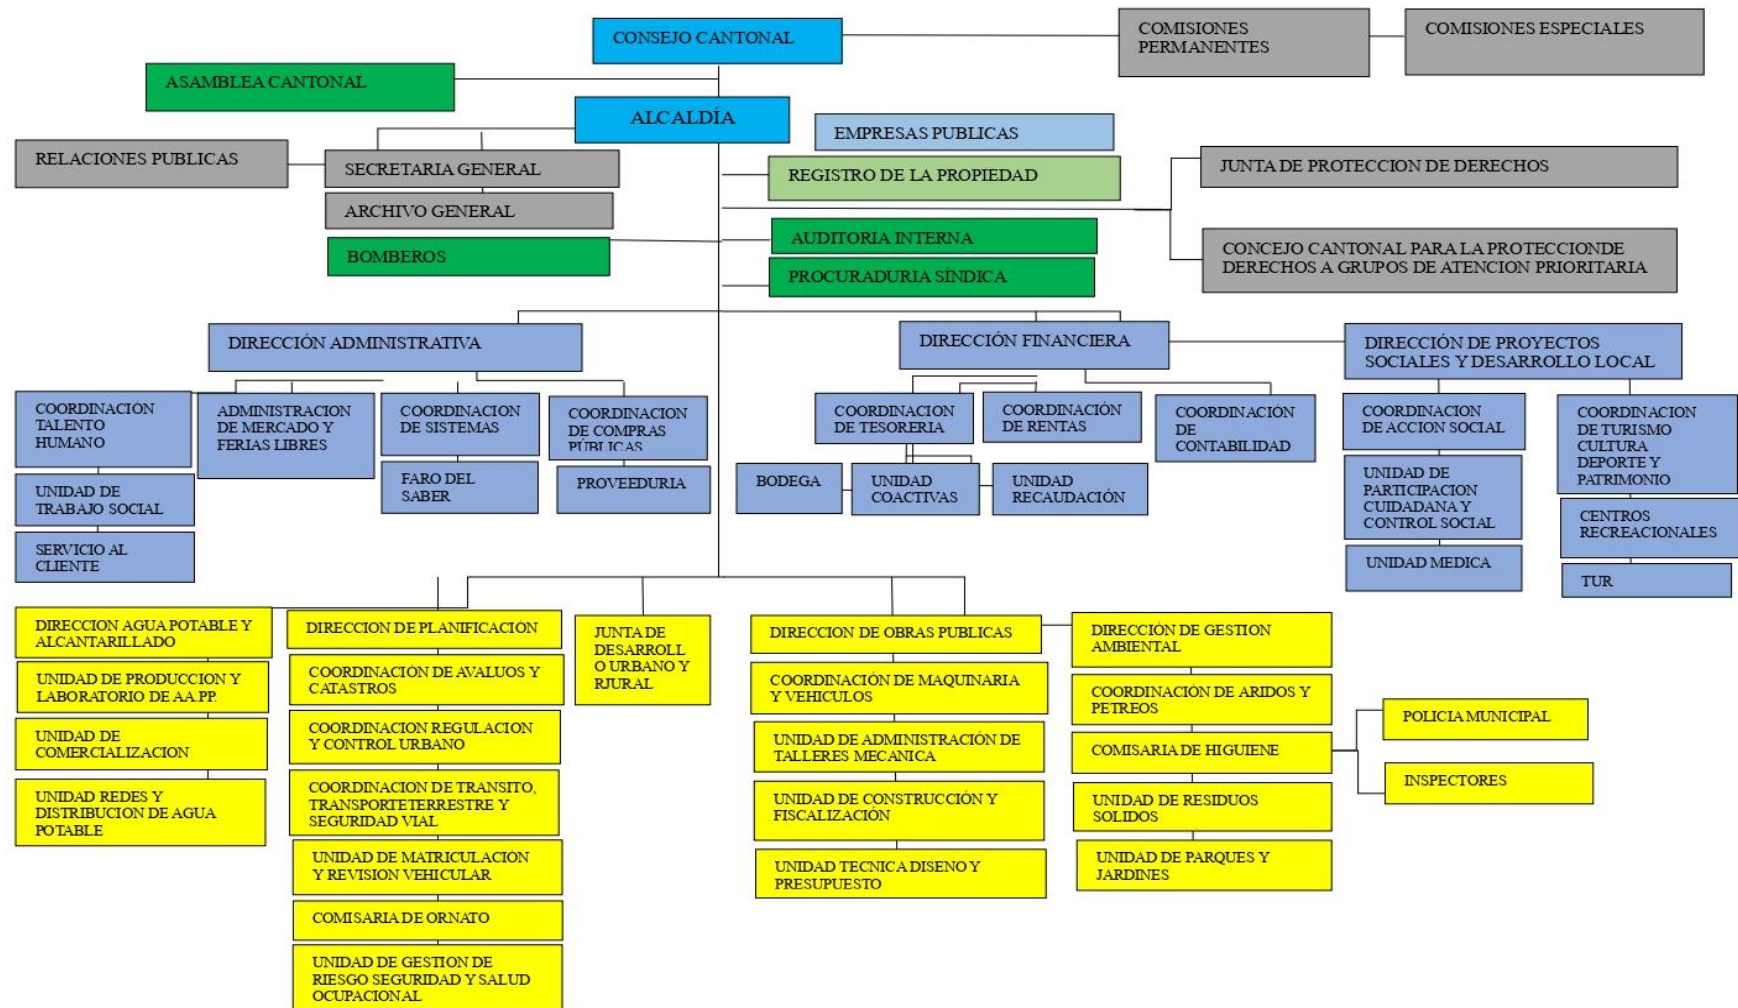 CONSEJO CANTONAL
COMISIONES
PERMANENTES
COMISIONES ESPECIALES
ASAMBLEA CANTONAL
ALCALDÍA
EMPRESAS PUBLICAS
RELACIONES PUBLICAS
SECRETARIA GENERAL
REGISTRO DE LA PROPIEDAD
JUNTA DE PROTECCION DE DERECHOS
ARCHIVO GENERAL
AUDITORIA INTERNA
BOMBEROS
PROCURADURIA SÍNDICA
CONCEJO CANTONAL PARA LA PROTECCIONDE
DERECHOS A GRUPOS DE ATENCION PRIORITARIA
DIRECCIÓN ADMINISTRATIVA
DIRECCIÓN FINANCIERA
DIRECCIÓN DE PROYECTOS
SOCIALES Y DESARROLLO LOCAL
COORDINACIÓN
TALENTO
HUMANO
ADMINISTRACION
DE MERCADO Y
FERIAS LIBRES
COORDINACION
DE SISTEMAS
COORDINACION
DE COMPRAS
PÚBLICAS
COORDINACION
DE TESORERIA
COORDINACIÓN
DE RENTAS
COORDINACIÓN
DE
CONTABILIDAD
COORDINACION
DE ACCION SOCIAL
COORDINACION
DE TURISMO
CULTURA
DEPORTE Y
PATRIMONIO
UNIDAD DE
TRABAJO SOCIAL
FARO DEL
SABER
PROVEEDURIA
BODEGA
UNIDAD
COACTIVAS
UNIDAD
RECAUDACIÓN
UNIDAD DE
PARTICIPACION
CUIDADANA Y
CONTROL SOCIAL
CENTROS
RECREACIONALES
SERVICIO AL
CLIENTE
UNIDAD MEDICA
TUR
DIRECCION AGUA POTABLE Y
ALCANTARILLADO
DIRECCION DE PLANIFICACIÓN
JUNTA DE
DESARROLL
O URBANO Y
RJURAL
DIRECCION DE OBRAS PUBLICAS
DIRECCIÓN DE GESTION
AMBIENTAL
UNIDAD DE PRODUCCION Y
LABORATORIO DE AA.PP.
COORDINACIÓN DE AVALUOS Y
CATASTROS
COORDINACIÓN DE MAQUINARIA
Y VEHICULOS
COORDINACIÓN DE ARIDOS Y
PETREOS
UNIDAD DE
COMERCIALIZACION
COORDINACION REGULACION
Y CONTROL URBANO
UNIDAD DE ADMINISTRACIÓN DE
TALLERES MECANICA
COMISARIA DE HIGUIENE
POLICIA MUNICIPAL
INSPECTORES
UNIDAD REDES Y
DISTRIBUCION DE AGUA
POTABLE
COORDINACION DE TRANSITO,
TRANSPORTETERRESTRE Y
SEGURIDAD VIAL
UNIDAD DE CONSTRUCCIÓN Y
FISCALIZACIÓN
UNIDAD DE RESIDUOS
SOLIDOS
UNIDAD DE MATRICULACIÓN
Y REVISION VEHICULAR
UNIDAD TECNICA DISENO Y
PRESUPUESTO
UNIDAD DE PARQUES Y
JARDINES
COMISARIA DE ORNATO
UNIDAD DE GESTION DE
RIESGO SEGURIDAD Y SALUD
OCUPACIONAL